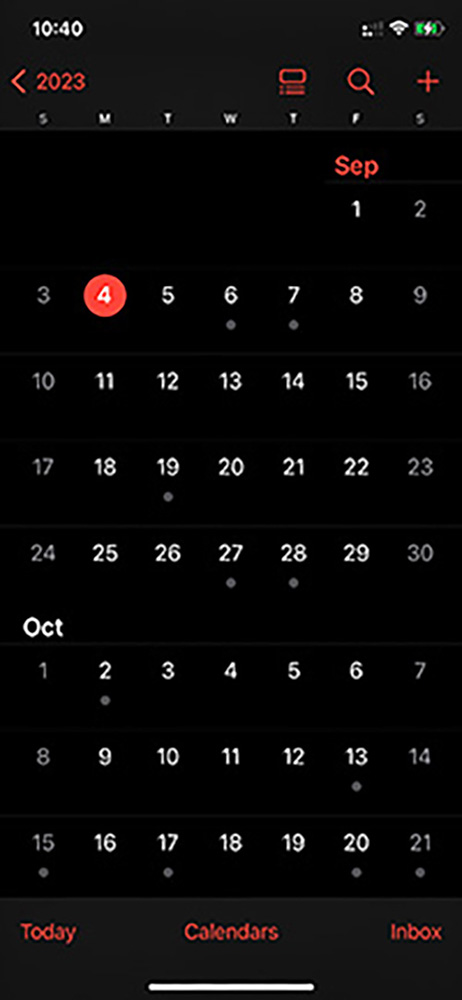 10:40
2023
S M T W T F S
Sep
1 2
3 4 5 6 7 8 9
10 11 12 13 14 15 16
17 18 19 20 21 22 23
24 25 26 27 28 29 30
Oct
1 2 3 4 5 6 7
8 9 10 11 12 13 14
15 16 17 18 19 20 21
Today Calendars Inbox